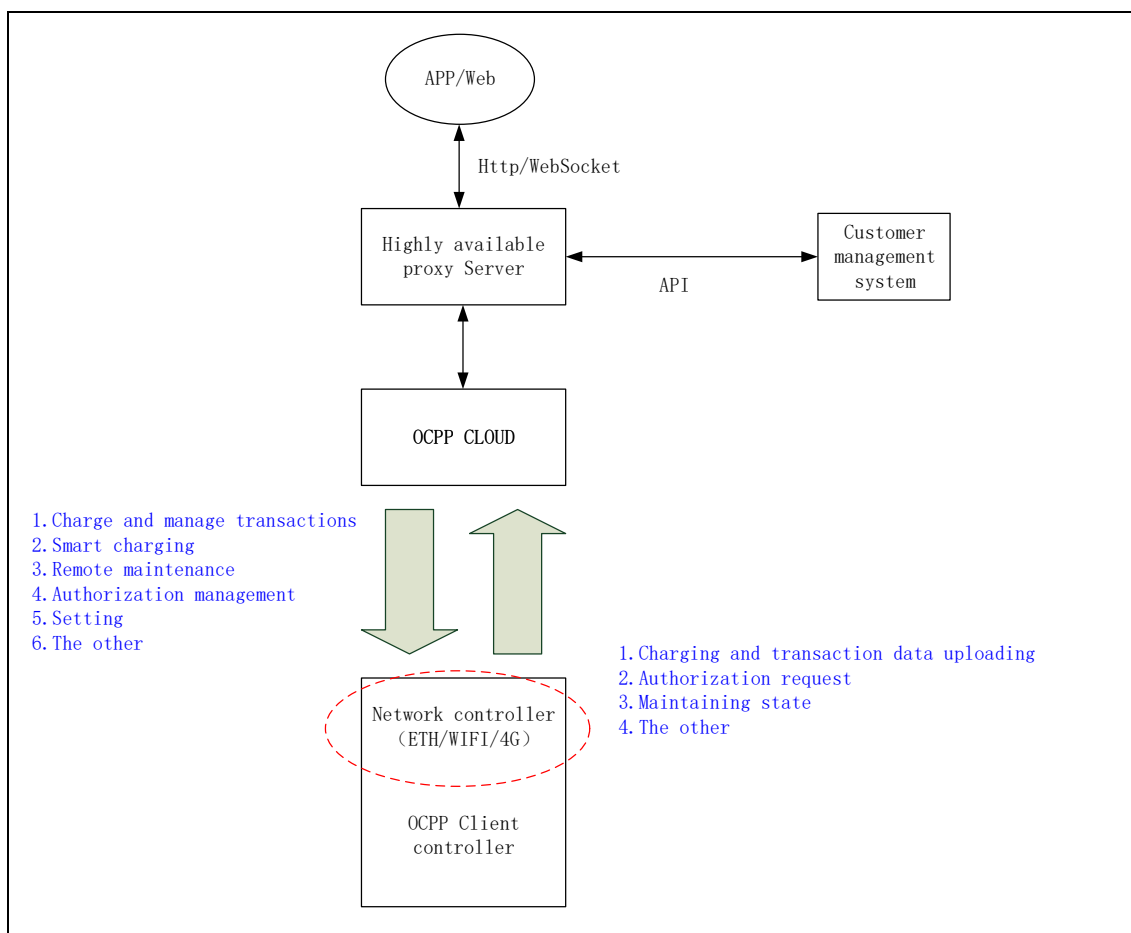 APP/Web
Http/WebSocket
Highly available
proxy Server
Customer
management
system
API
OCPP CLOUD
1.Charge and manage transactions
2.Smart charging
3.Remote maintenance
4.Authorization management
5.Setting
6.The other
1.Charging and transaction data uploading
2.Authorization request
3.Maintaining state
4.The other
Network controller
（ETH/WIFI/4G）
OCPP Client
controller